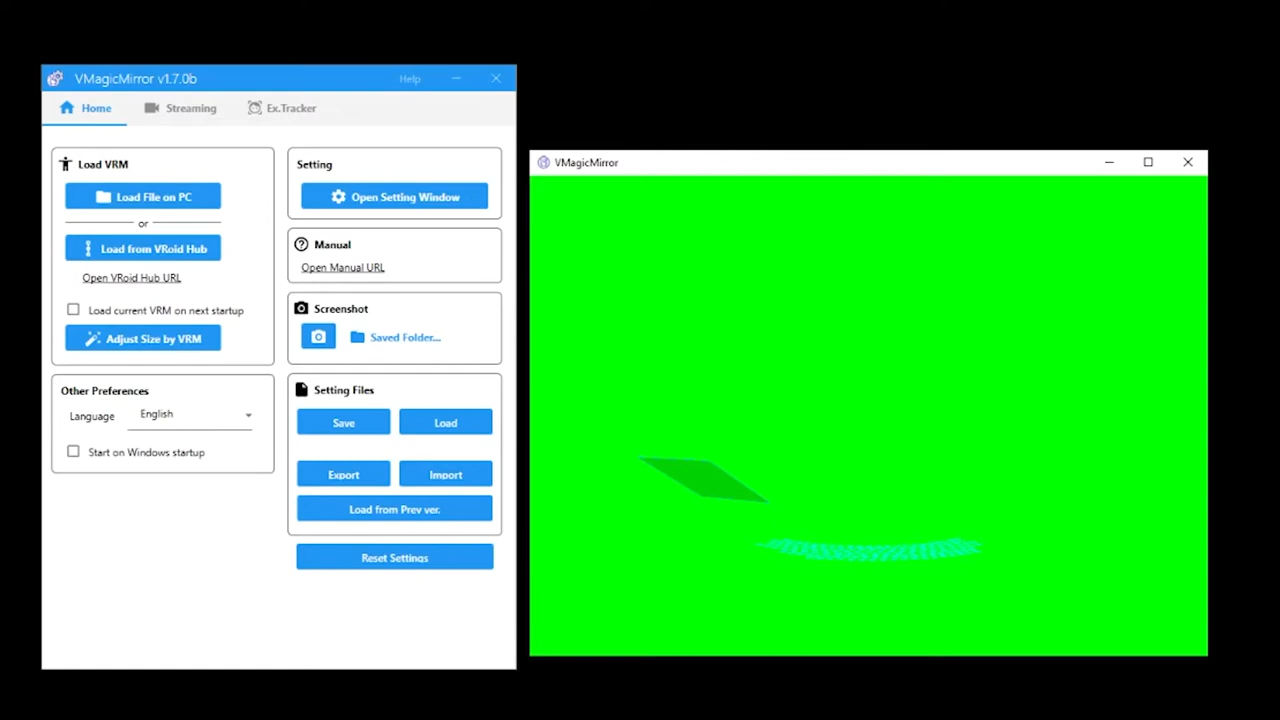 VMagicMirror v1.7.0b
Help
Home
Streaming
Ex.Tracker
Load VRM
Load File on PC
or
Load from VRoid Hub
Open VRoid Hub URL
Load current VRM on next startup
Adjust Size by VRM
Other Preferences
Language
English
Start on Windows startup
Setting
Open Setting Window
Manual
Open Manual URL
Screenshot
Saved Folder...
Setting Files
Save
Load
Export
Import
Load from Prev ver.
Reset Settings
VMagicMirror